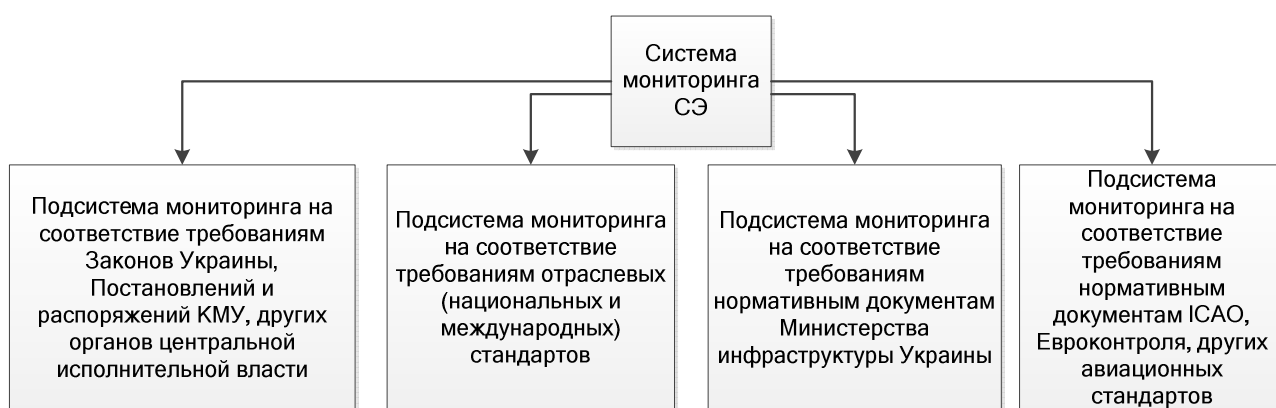 Система
мониторинга
СЭ
Подсистема мониторинга на
соответствие требованиям
Законов Украины,
Постановлений и
распоряжений КМУ, других
органов центральной
исполнительной власти
Подсистема мониторинга
на соответствие
требованиям отраслевых
(национальных и
международных)
стандартов
Подсистема мониторинга
на соответствие
требованиям
нормативным документам
Министерства
инфраструктуры Украины
Подсистема
мониторинга на
соответствие
требованиям
нормативным
документам ІСАО,
Евроконтроля, других
авиационных
стандартов